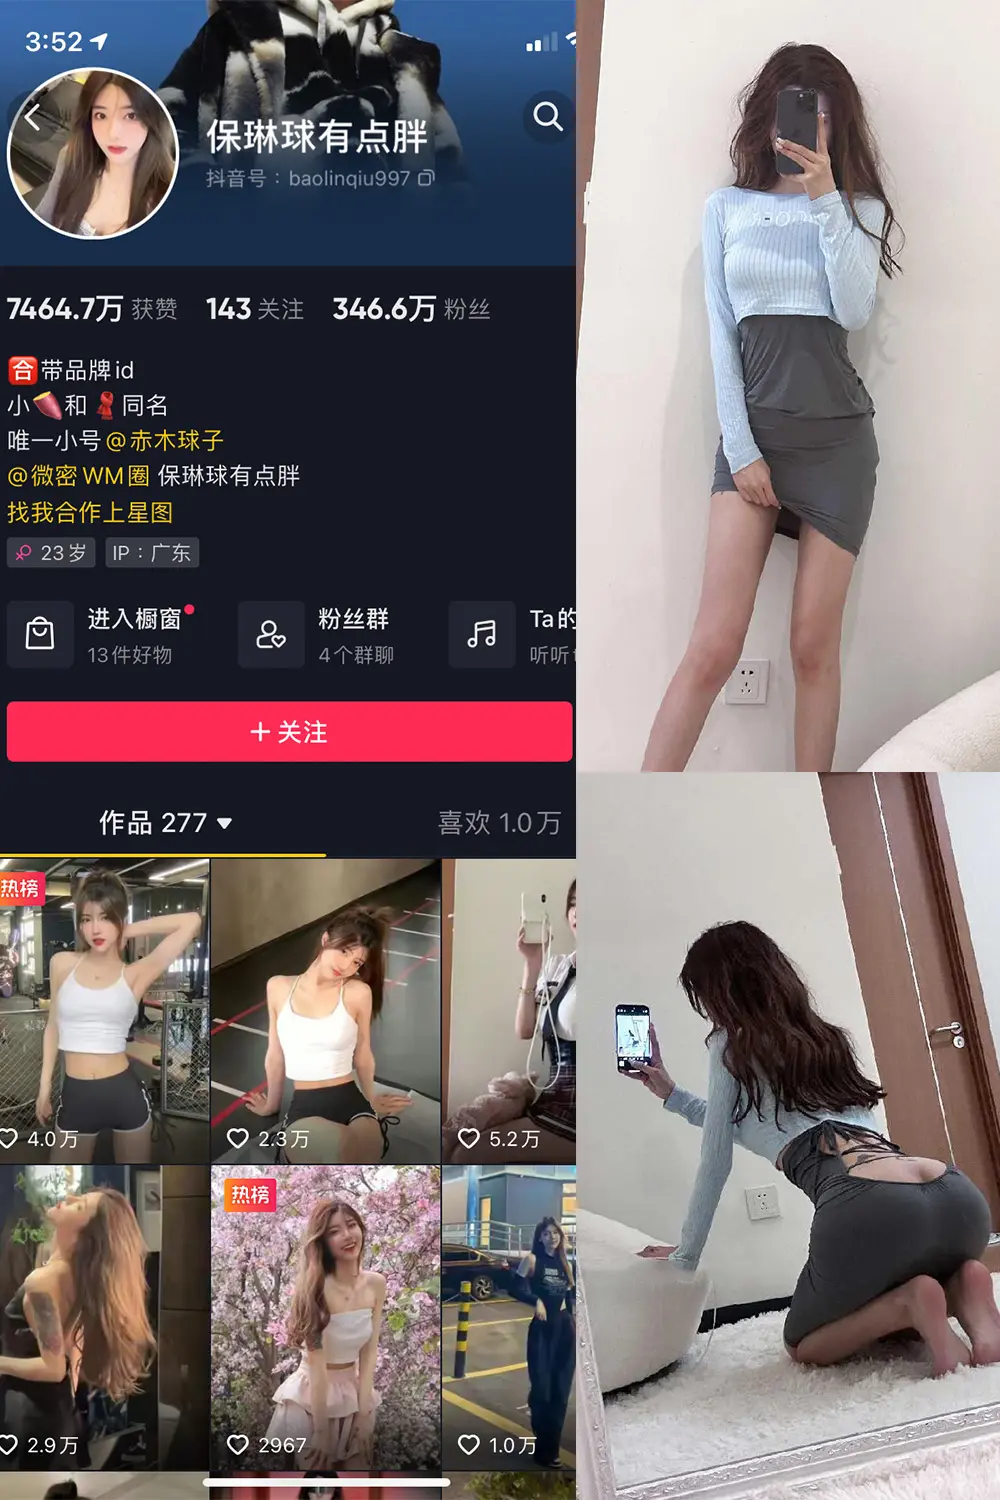 3:52
保琳球有点胖
抖音号：baolinqiu997
7464.7万 获赞 143 关注 346.6万 粉丝
合 带品牌id
小🍠和🧣同名
唯一小号@赤木球子
@微密WM圈 保琳球有点胖
找我合作上星图
23岁 IP：广东
进入橱窗 粉丝群 Ta的
13件好物 4个群聊 听听
+ 关注
作品 277 喜欢 1.0万
热榜
4.0万 2.3万 5.2万
热榜
2.9万 2967 1.0万